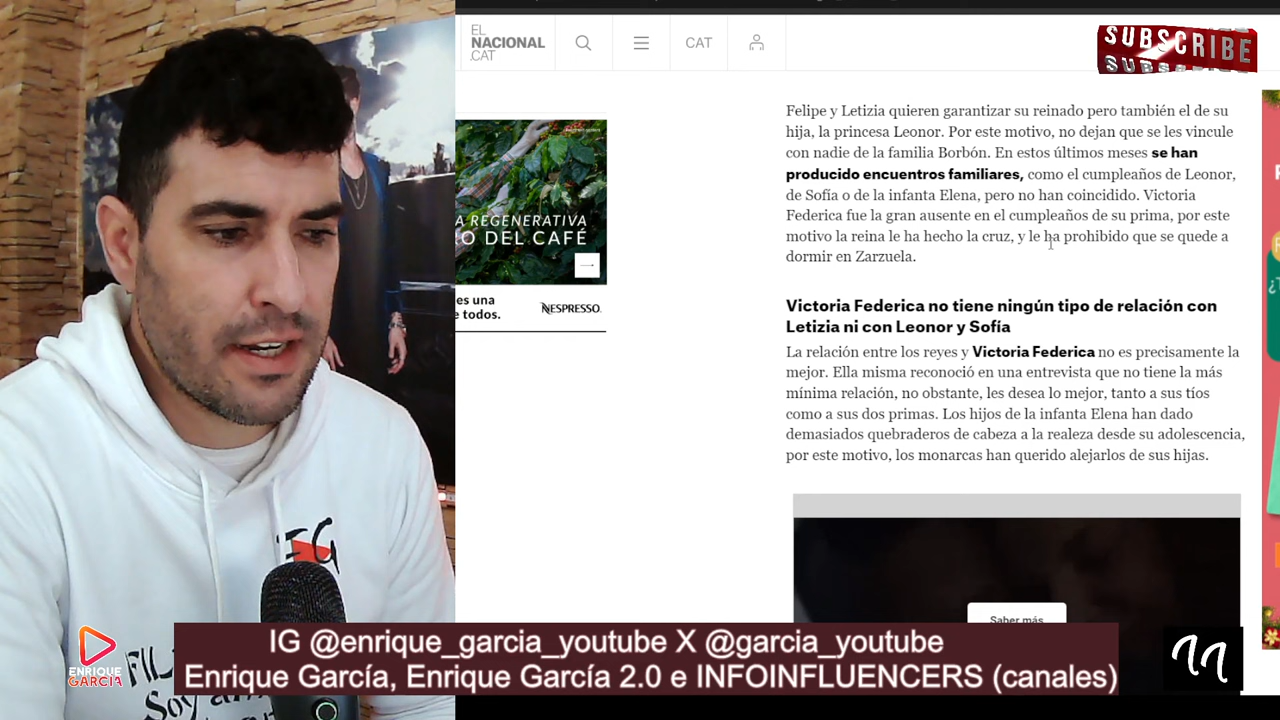 EL
NACIONAL
.CAT
CAT
SUBSCRIBE
SUBSCRIBE
Felipe y Letizia quieren garantizar su reinado pero también el de su
hija, la princesa Leonor. Por este motivo, no dejan que se les vincule
con nadie de la familia Borbón. En estos últimos meses se han
producido encuentros familiares, como el cumpleaños de Leonor,
de Sofía o de la infanta Elena, pero no han coincidido. Victoria
Federica fue la gran ausente en el cumpleaños de su prima, por este
motivo la reina le ha hecho la cruz, y le ha prohibido que se quede a
dormir en Zarzuela.
A REGENERATIVA
O DEL CAFÉ
es una
e todos.
NESPRESSO.
Victoria Federica no tiene ningún tipo de relación con
Letizia ni con Leonor y Sofía
La relación entre los reyes y Victoria Federica no es precisamente la
mejor. Ella misma reconoció en una entrevista que no tiene la más
mínima relación, no obstante, les desea lo mejor, tanto a sus tíos
como a sus dos primas. Los hijos de la infanta Elena han dado
demasiados quebraderos de cabeza a la realeza desde su adolescencia,
por este motivo, los monarcas han querido alejarlos de sus hijas.
Saber más
EG
IG @enrique_garcia_youtube X @garcia_youtube
Enrique García, Enrique García 2.0 e INFOINFLUENCERS (canales)
ENRIQUE
GARCÍA